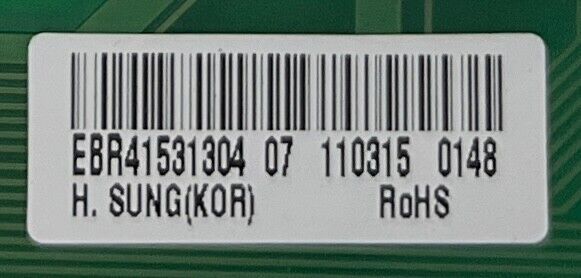 EBR41531304 07 110315 0148
H. SUNG(KOR) RoHS